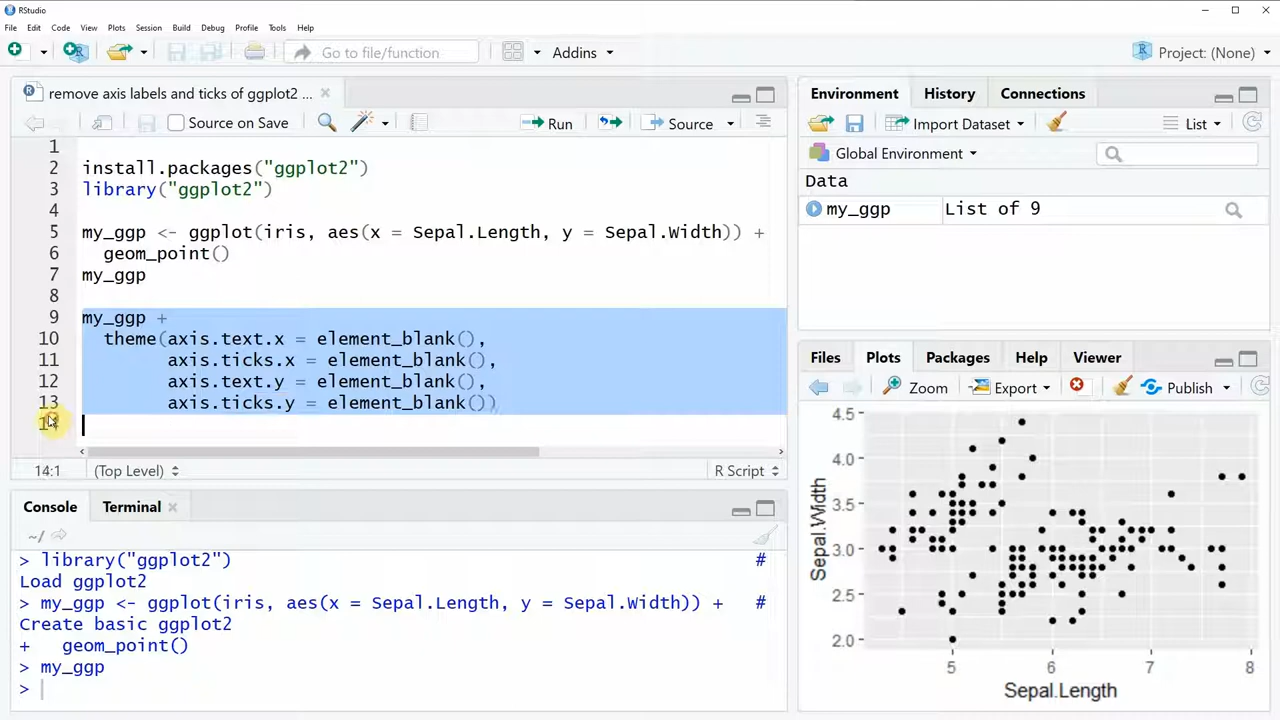 RStudio
File Edit Code View Plots Session Build Debug Profile Tools Help
Go to file/function Addins Project: (None)
remove axis labels and ticks of ggplot2 ...
Source on Save Run Source
1
2 install.packages("ggplot2")
3 library("ggplot2")
4
5 my_ggp <- ggplot(iris, aes(x = Sepal.Length, y = Sepal.Width)) +
6 geom_point()
7 my_ggp
8
9 my_ggp +
10 theme(axis.text.x = element_blank(),
11 axis.ticks.x = element_blank(),
12 axis.text.y = element_blank(),
13 axis.ticks.y = element_blank())
14
14:1 (Top Level) R Script
Console Terminal
~/
> library("ggplot2") #
Load ggplot2
> my_ggp <- ggplot(iris, aes(x = Sepal.Length, y = Sepal.Width)) + #
Create basic ggplot2
+ geom_point()
> my_ggp
>
Environment History Connections
Import Dataset List
Global Environment
Data
my_ggp List of 9
Files Plots Packages Help Viewer
Zoom Export Publish
4.5
4.0
3.5
3.0
2.5
2.0
Sepal.Width
5 6 7 8
Sepal.Length